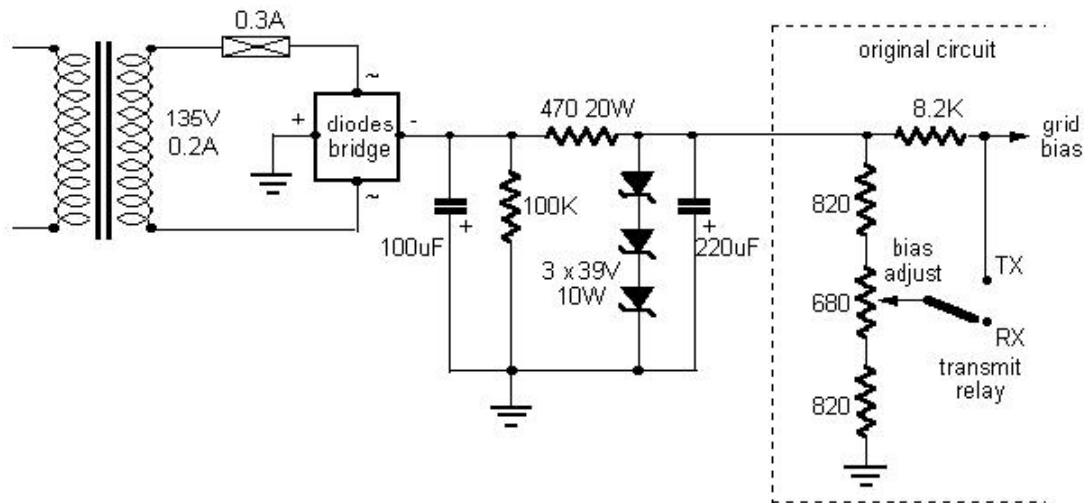 0.3A
original circuit
135V
0.2A
~
+
diodes
bridge
-
~
470 20W
8.2K
grid
bias
100uF
+
100K
3 x 39V
10W
220uF
+
820
bias
adjust
TX
680
RX
transmit
relay
820